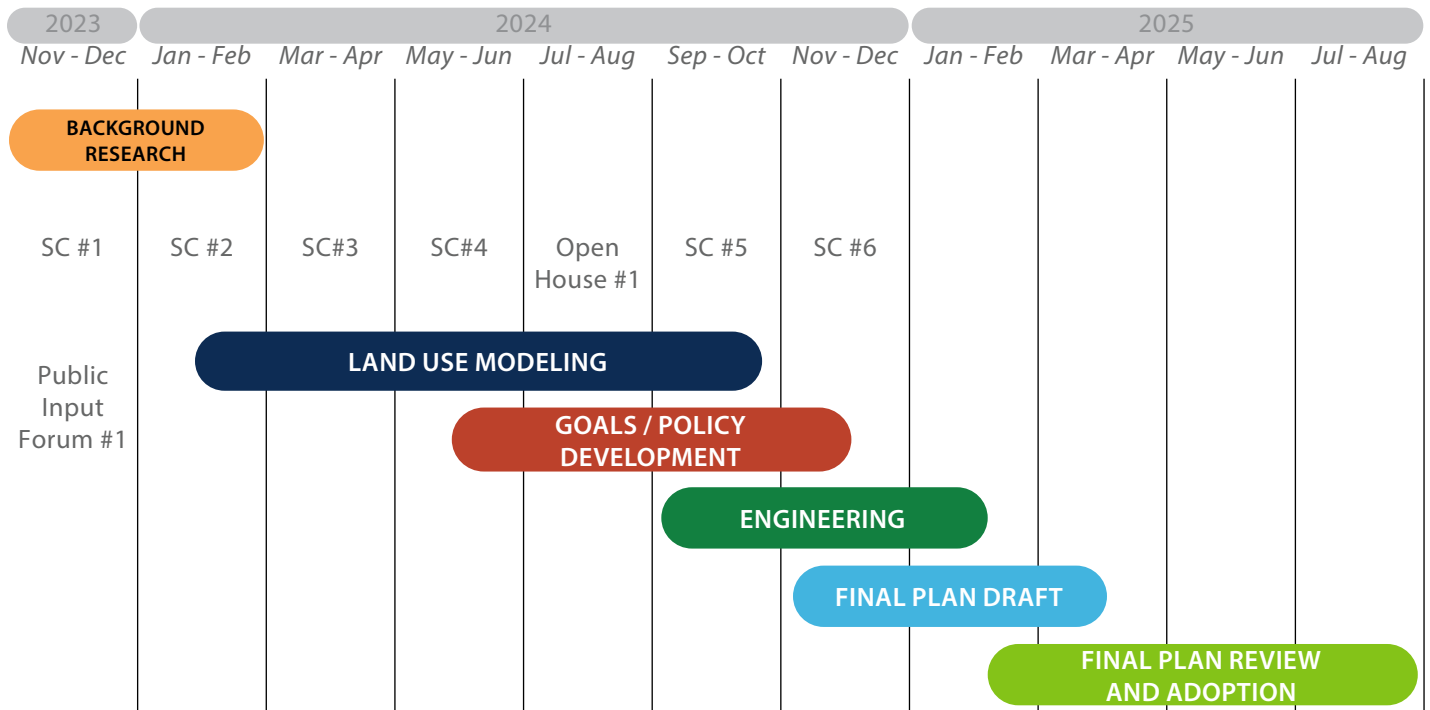 2023
2024
2025
Nov - Dec
Jan - Feb
Mar - Apr
May - Jun
Jul - Aug
Sep - Oct
Nov - Dec
Jan - Feb
Mar - Apr
May - Jun
Jul - Aug
BACKGROUND
RESEARCH
SC #1
SC #2
SC#3
SC#4
Open
House #1
SC #5
SC #6
Public
Input
Forum #1
LAND USE MODELING
GOALS / POLICY
DEVELOPMENT
ENGINEERING
FINAL PLAN DRAFT
FINAL PLAN REVIEW
AND ADOPTION